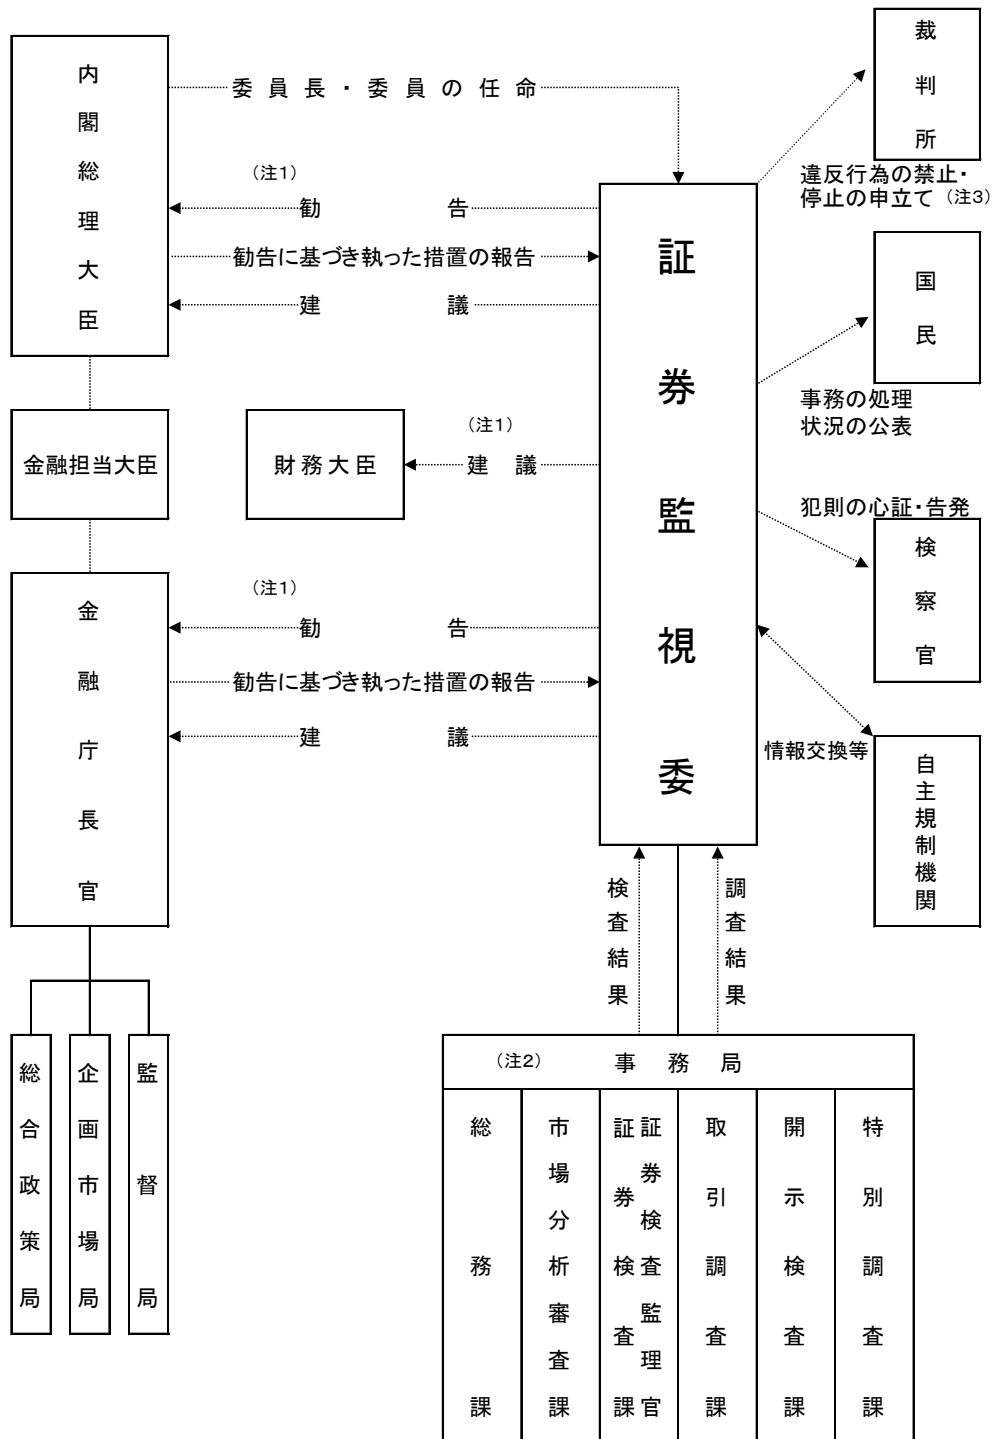 内閣総理大臣
委員長・委員の任命
(注1)
勧告
勧告に基づき執った措置の報告
建議
金融担当大臣
財務大臣
(注1)
建議
金融庁長官
(注1)
勧告
勧告に基づき執った措置の報告
建議
総合政策局
企画市場局
監督局
証券監視委
裁判所
違反行為の禁止・
停止の申立て (注3)
国民
事務の処理
状況の公表
犯則の心証・告発
検察官
情報交換等
自主規制機関
検査結果
調査結果
(注2) 事務局
総務課
市場分析審査課
証券検査課
証券検査監理官
取引調査課
開示検査課
特別調査課